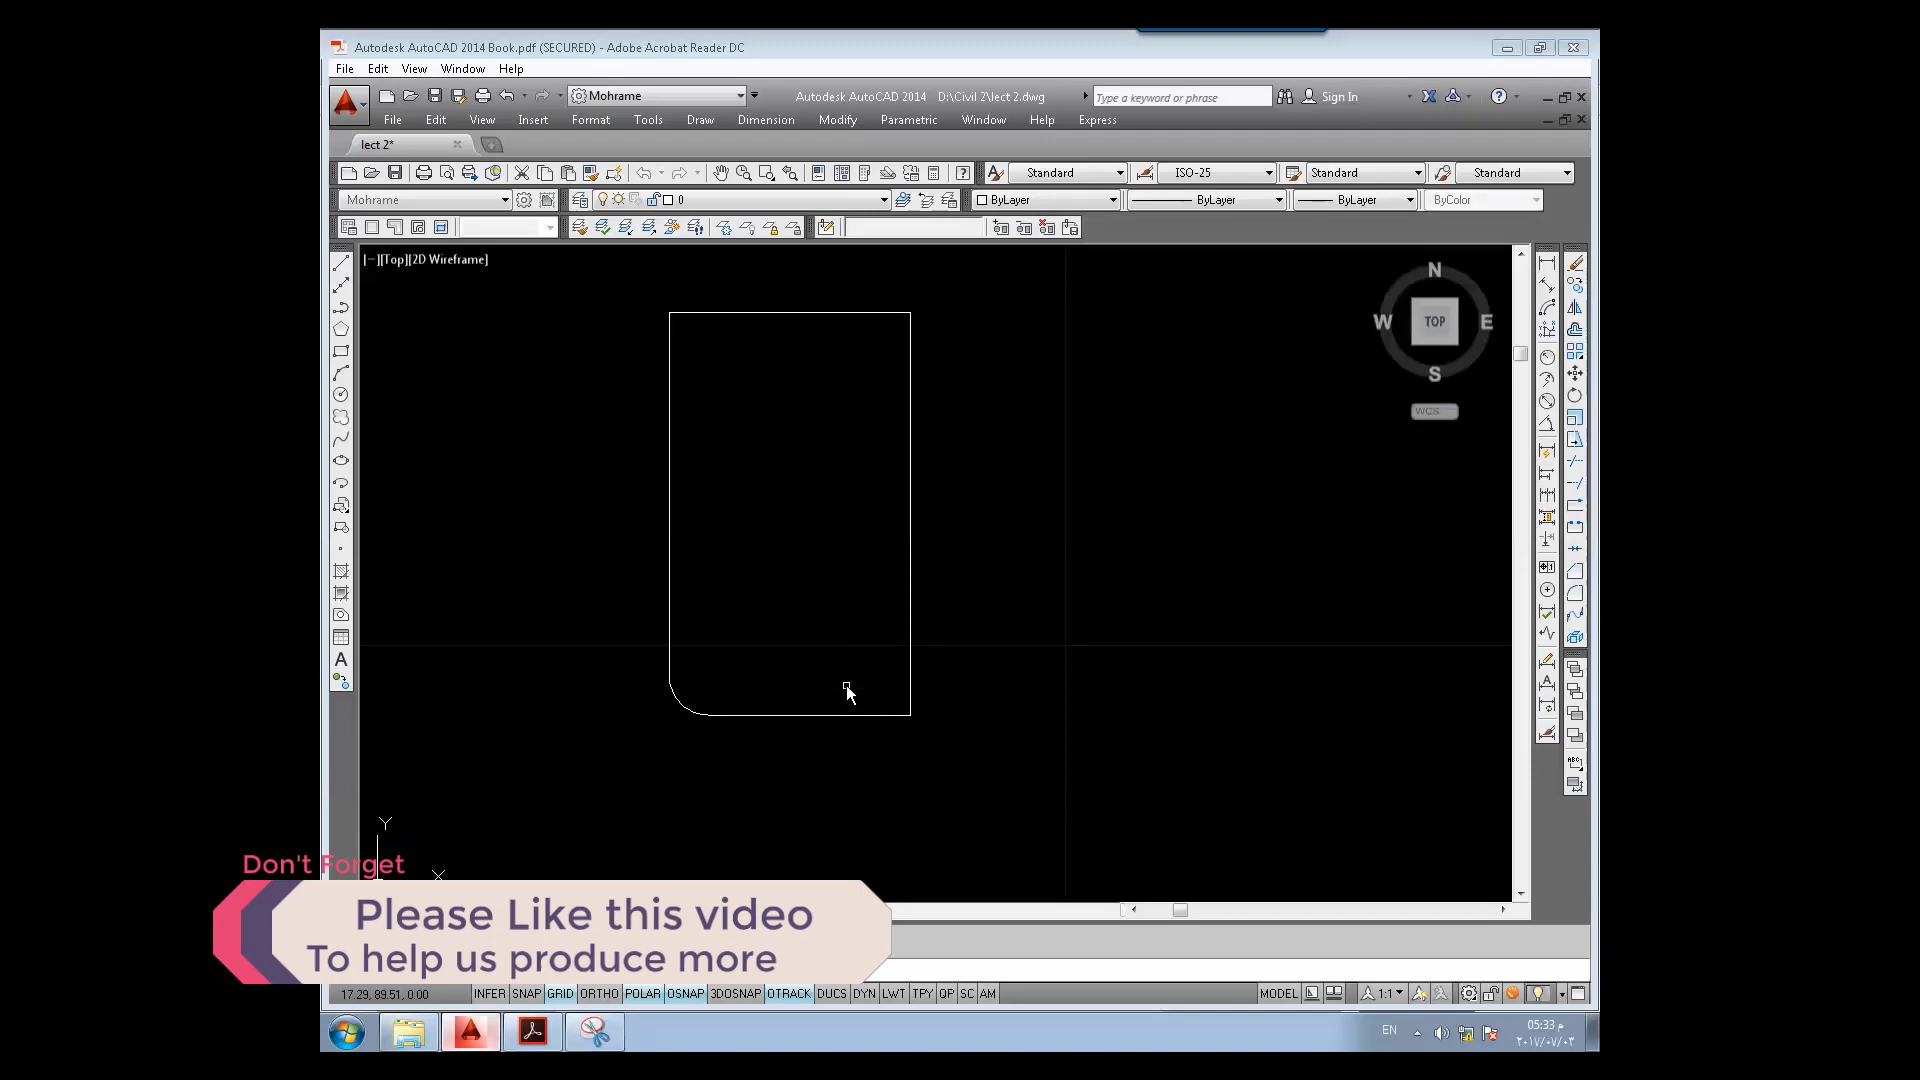 Autodesk AutoCAD 2014 Book.pdf (SECURED) - Adobe Acrobat Reader DC
File Edit View Window Help
Mohrame
Autodesk AutoCAD 2014 D:\Civil 2\lect 2.dwg
Type a keyword or phrase
Sign In
File Edit View Insert Format Tools Draw Dimension Modify Parametric Window Help Express
lect 2*
Standard ISO-25 Standard Standard
Mohrame 0 ByLayer ByLayer ByLayer ByColor
[−][Top][2D Wireframe]
N
W TOP E
S
WCS
A
ABC
A
Y
X
Don't Forget
Please Like this video
To help us produce more
17.29, 89.51, 0.00 INFER SNAP GRID ORTHO POLAR OSNAP 3DOSNAP OTRACK DUCS DYN LWT TPY QP SC AM MODEL 1:1
EN
05:33 م
٢٠١٧/٠٧/٠٣